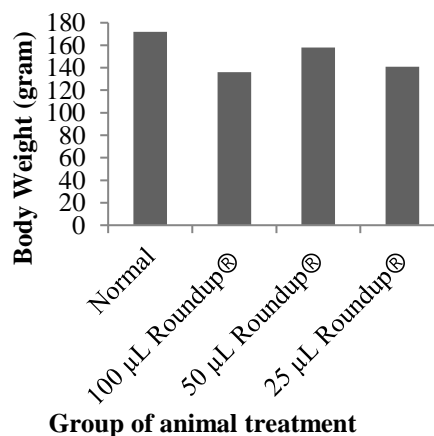 Body Weight (gram)
180
160
140
120
100
80
60
40
20
0
Normal
100 µL Roundup®
50 µL Roundup®
25 µL Roundup®
Group of animal treatment